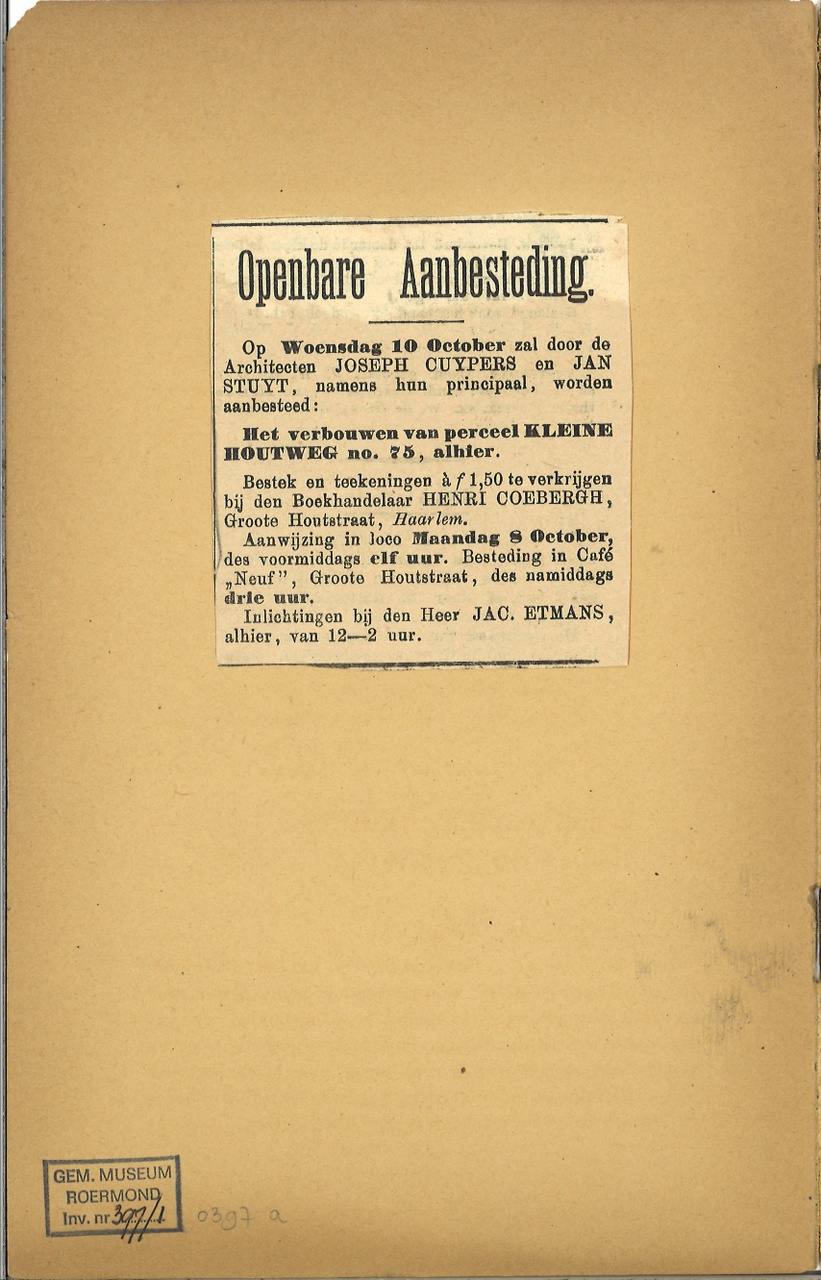 Openbare Aanbesteding.
Op Woensdag 10 October zal door de
Architecten JOSEPH CUYPERS en JAN
STUYT, namens hun principaal, worden
aanbesteed:
Het verbouwen van perceel KLEINE
HOUTWEG no. 75, alhier.
Bestek en teekeningen à f 1,50 te verkrijgen
bij den Boekhandelaar HENRI COEBERGH,
Groote Houtstraat, Haarlem.
Aanwijzing in loco Maandag 8 October,
des voormiddags elf uur. Besteding in Café
„Neuf”, Groote Houtstraat, des namiddags
drie uur.
Inlichtingen bij den Heer JAC. ETMANS,
alhier, van 12—2 uur.
GEM. MUSEUM
ROERMOND
Inv. nr 397/1
0397 a